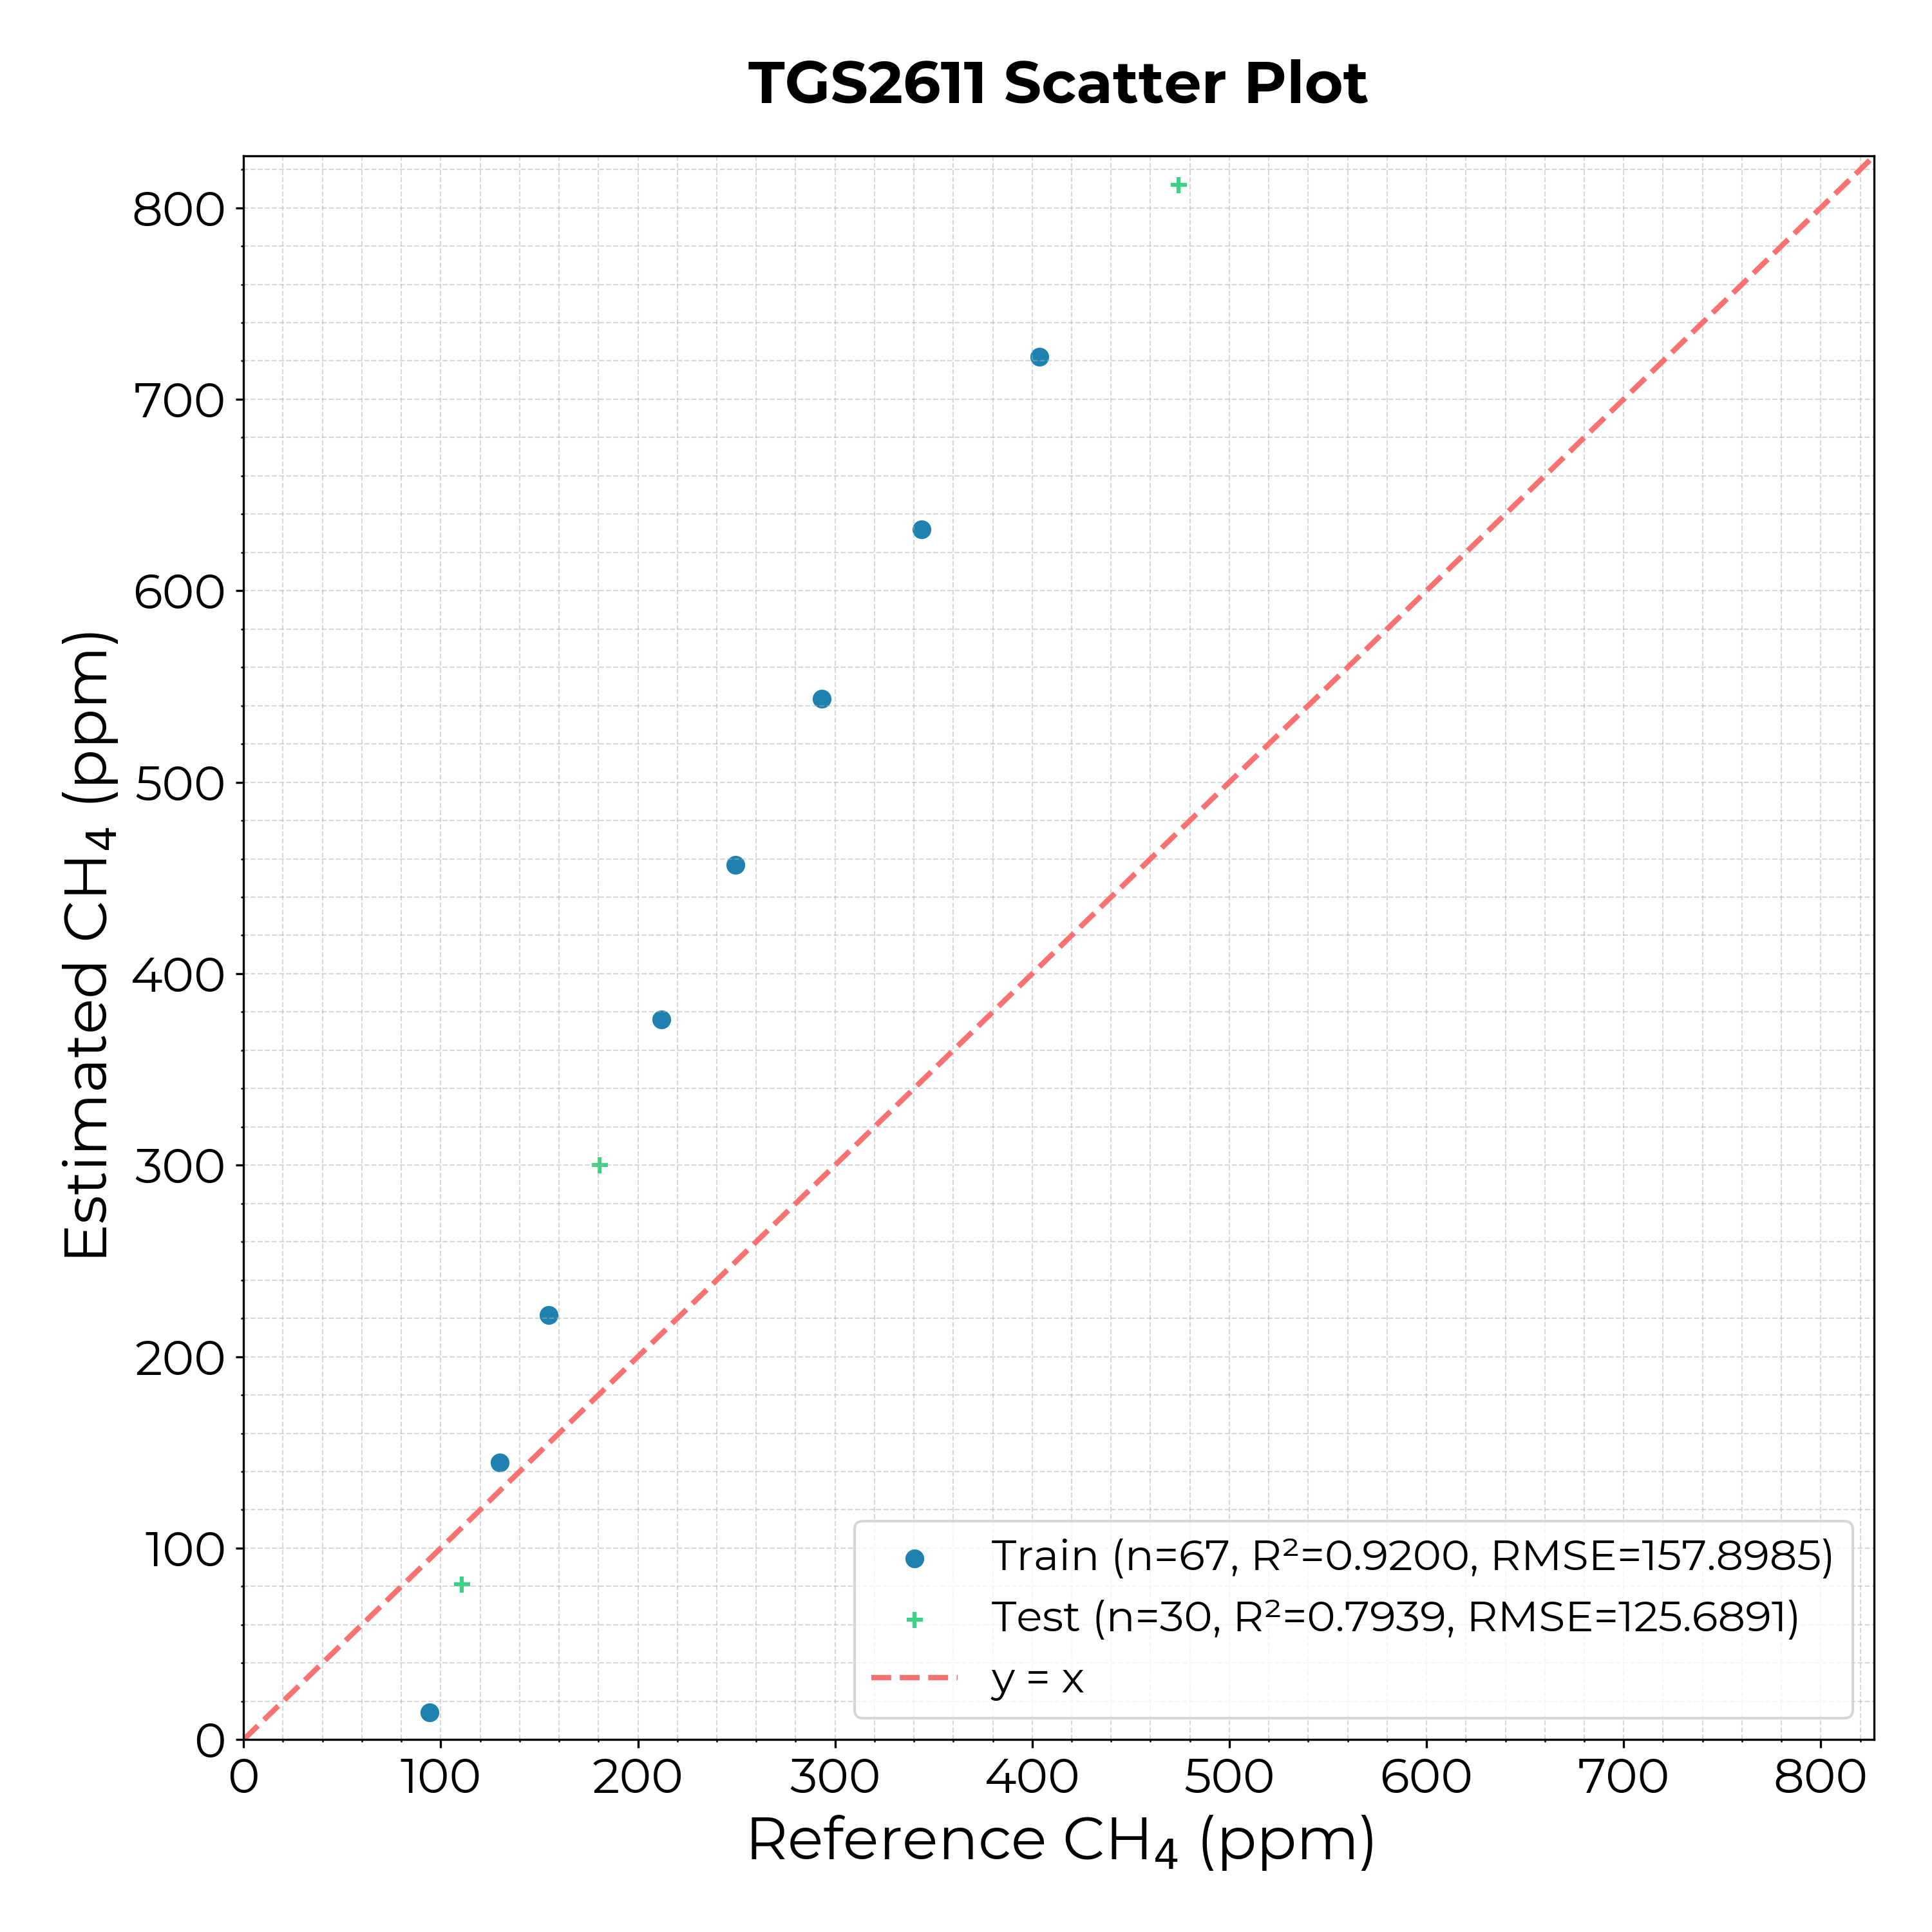 TGS2611 Scatter Plot
800
700
600
500
400
300
200
100
0
Estimated CH₄ (ppm)
Train (n=67, R²=0.9200, RMSE=157.8985)
Test (n=30, R²=0.7939, RMSE=125.6891)
y = x
0 100 200 300 400 500 600 700 800
Reference CH₄ (ppm)